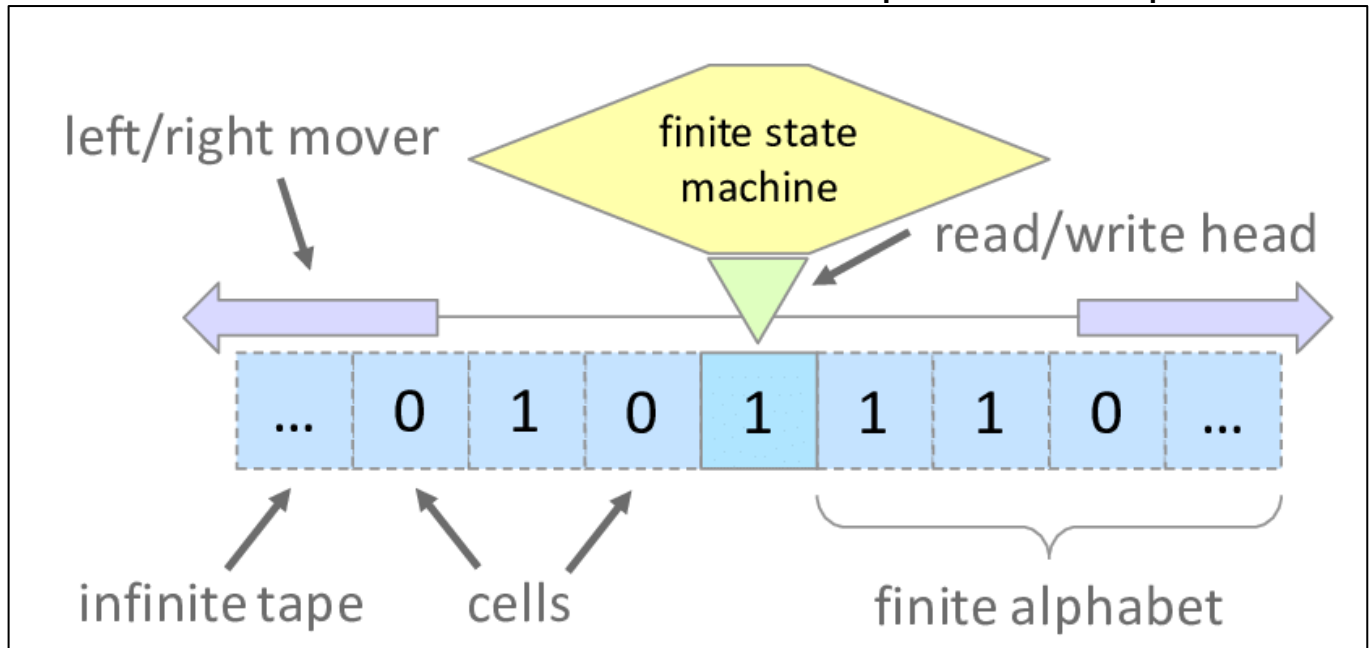 finite state
machine
left/right mover
read/write head
... 0 1 0 1 1 1 0 ...
infinite tape
cells
finite alphabet